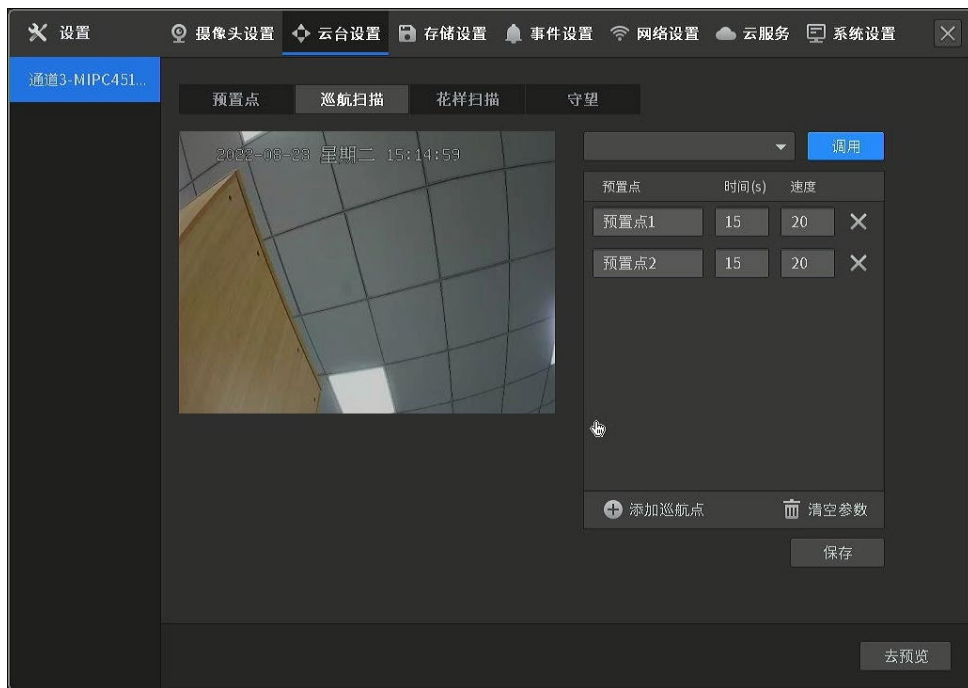 设置 摄像头设置 云台设置 存储设置 事件设置 网络设置 云服务 系统设置
通道3-MIPC451...
预置点 巡航扫描 花样扫描 守望
2022-08-23 星期二 15:14:59
调用
预置点 时间(s) 速度
预置点1 15 20
预置点2 15 20
添加巡航点 清空参数
保存
去预览